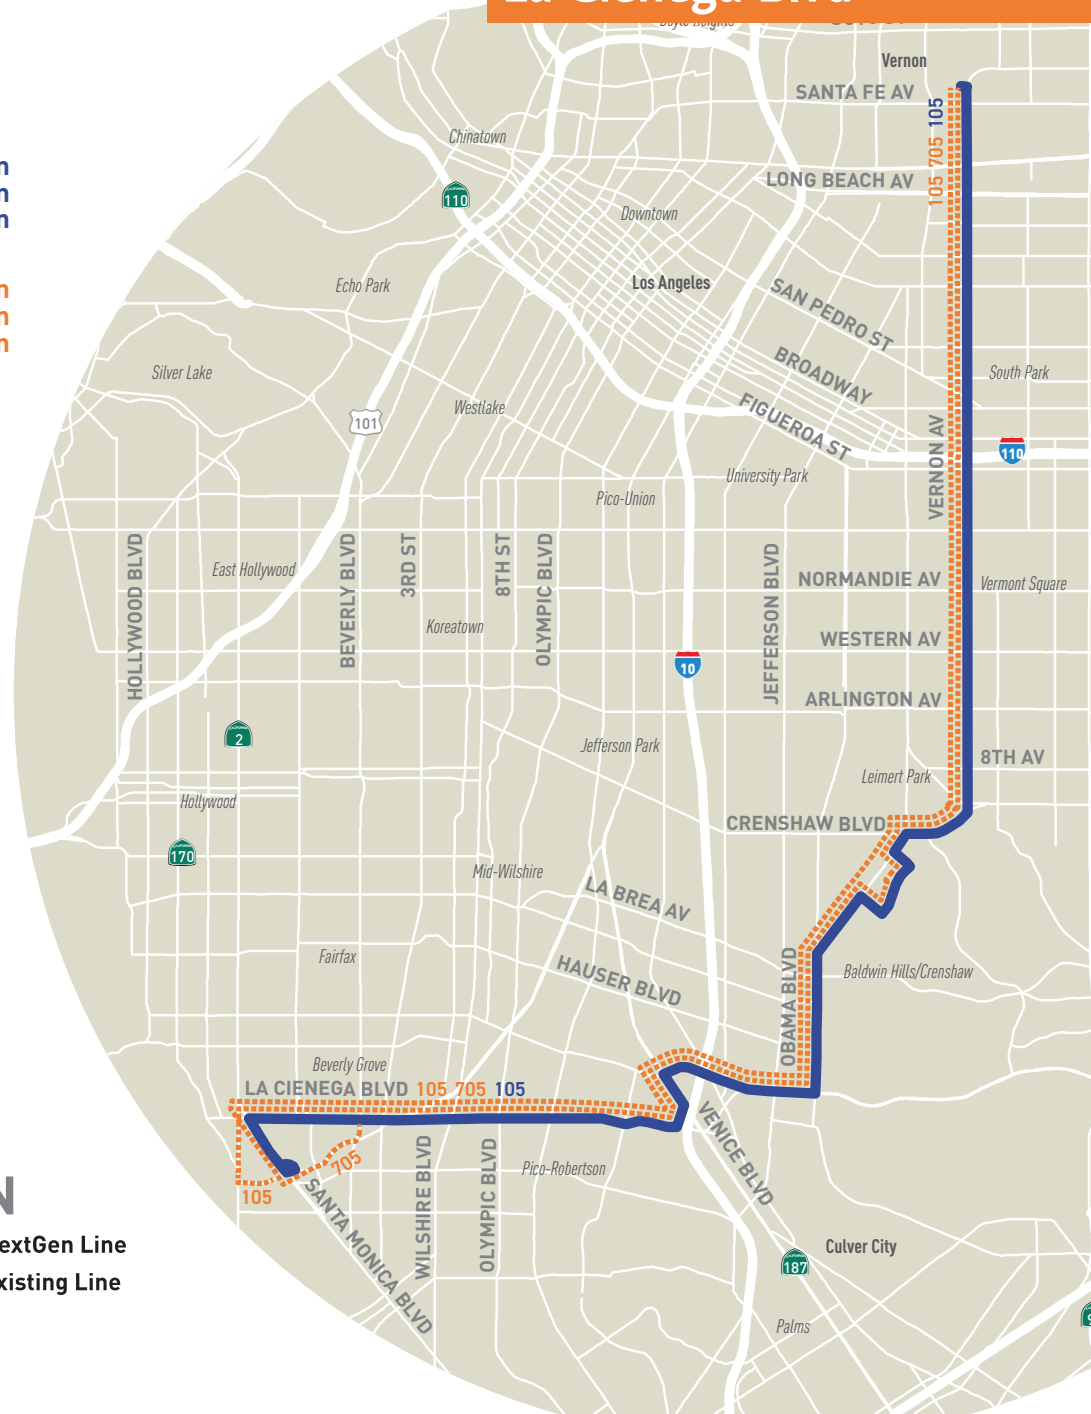 La Cienega Blvd
Boyle Heights
Vernon
SANTA FE AV
105
705
105
LONG BEACH AV
Chinatown
CALIFORNIA
110
Downtown
Echo Park
Los Angeles
SAN PEDRO ST
BROADWAY
FIGUEROA ST
Silver Lake
Westlake
101
South Park
VERNON AV
110
University Park
Pico-Union
HOLLYWOOD BLVD
East Hollywood
BEVERLY BLVD
3RD ST
8TH ST
OLYMPIC BLVD
JEFFERSON BLVD
NORMANDIE AV
Vermont Square
Koreatown
WESTERN AV
10
ARLINGTON AV
CALIFORNIA
2
Jefferson Park
8TH AV
Leimert Park
Hollywood
CRENSHAW BLVD
CALIFORNIA
170
Mid-Wilshire
LA BREA AV
Fairfax
HAUSER BLVD
OBAMA BLVD
Baldwin Hills/Crenshaw
Beverly Grove
LA CIENEGA BLVD 105 705 105
705
105
SANTA MONICA BLVD
WILSHIRE BLVD
OLYMPIC BLVD
Pico-Robertson
VENICE BLVD
Culver City
CALIFORNIA
187
Palms
N
extGen Line
xisting Line
n
n
n
n
n
n